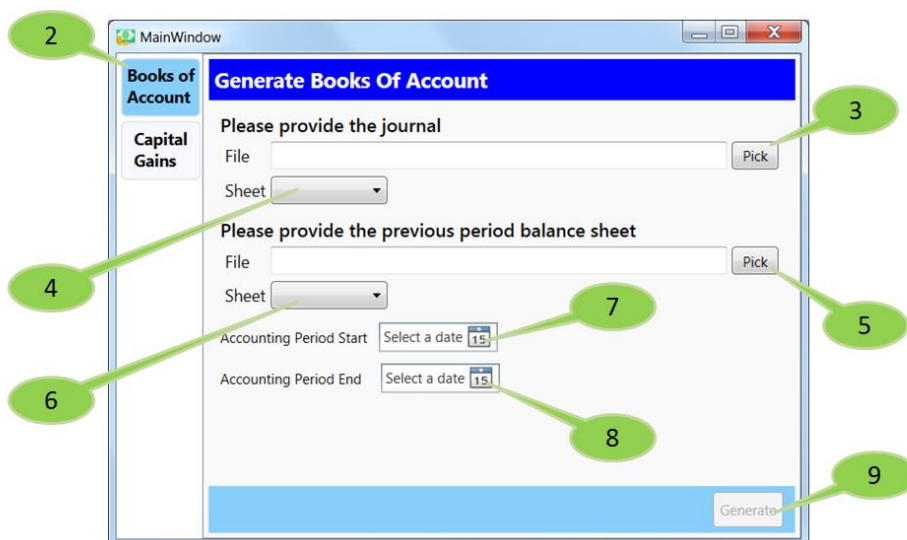 2
MainWindow
Books of
Account
Generate Books Of Account
Capital
Gains
Please provide the journal
3
File
Pick
Sheet
Please provide the previous period balance sheet
4
File
Pick
Sheet
7
5
Accounting Period Start
Select a date
15
Accounting Period End
Select a date
15
6
8
9
Generate